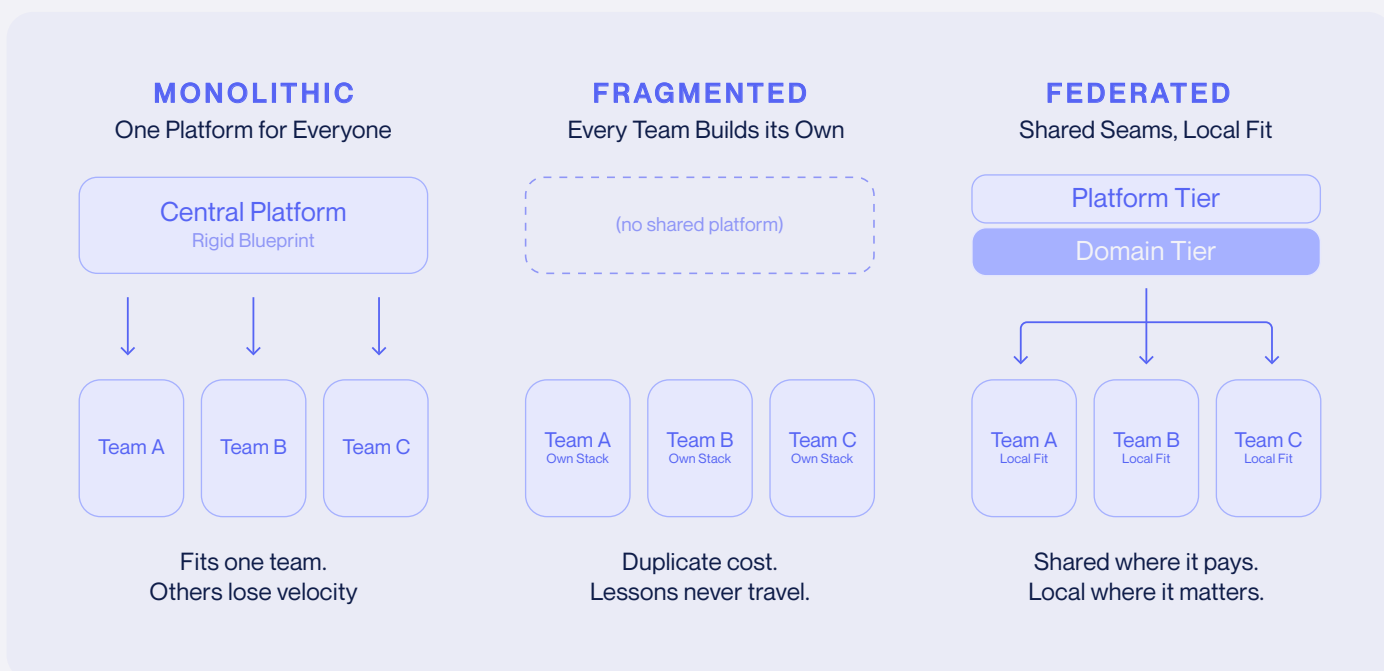 MONOLITHIC
One Platform for Everyone
Central Platform
Rigid Blueprint
Team A
Team B
Team C
Fits one team.
Others lose velocity
FRAGMENTED
Every Team Builds its Own
(no shared platform)
Team A
Own Stack
Team B
Own Stack
Team C
Own Stack
Duplicate cost.
Lessons never travel.
FEDERATED
Shared Seams, Local Fit
Platform Tier
Domain Tier
Team A
Local Fit
Team B
Local Fit
Team C
Local Fit
Shared where it pays.
Local where it matters.